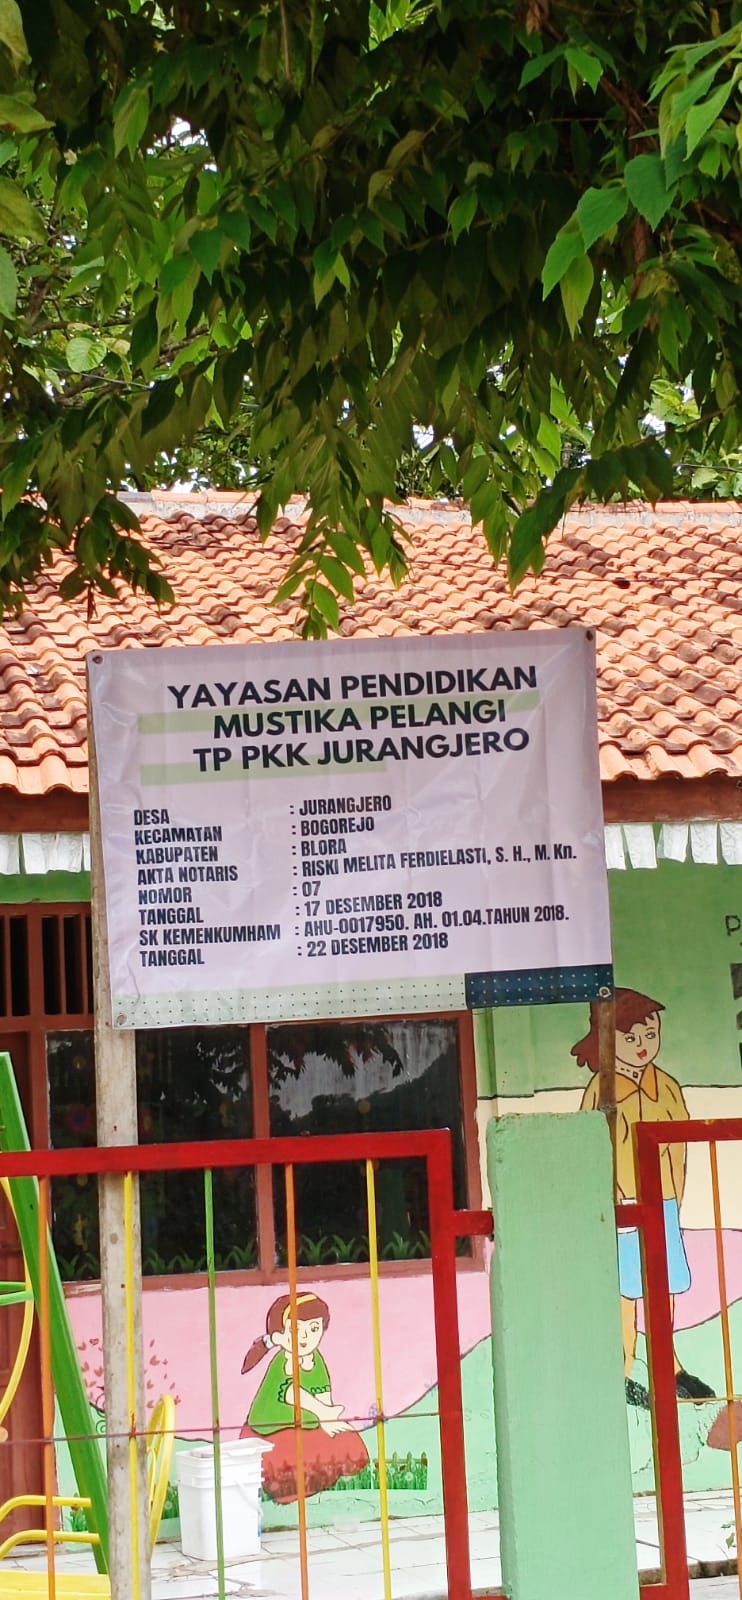 YAYASAN PENDIDIKAN
MUSTIKA PELANGI
TP PKK JURANGJERO
DESA : JURANGJERO
KECAMATAN : BOGOREJO
KABUPATEN : BLORA
AKTA NOTARIS : RISKI MELITA FERDIELASTI, S. H., M. Kn.
NOMOR : 07
TANGGAL : 17 DESEMBER 2018
SK KEMENKUMHAM : AHU-0017950. AH. 01.04.TAHUN 2018.
TANGGAL : 22 DESEMBER 2018